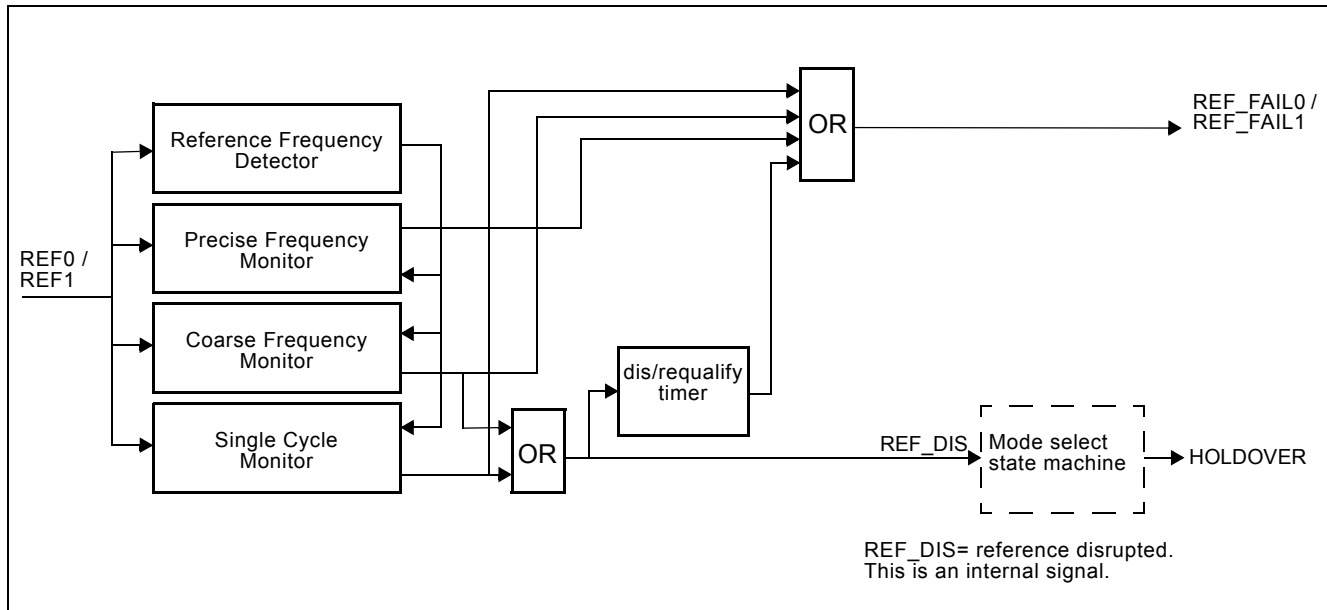 Reference Frequency
Detector
Precise Frequency
Monitor
Coarse Frequency
Monitor
Single Cycle
Monitor
REF0 /
REF1
OR
dis/requalify
timer
OR
REF_FAIL0 /
REF_FAIL1
REF_DIS
Mode select
state machine
HOLDOVER
REF_DIS= reference disrupted.
This is an internal signal.